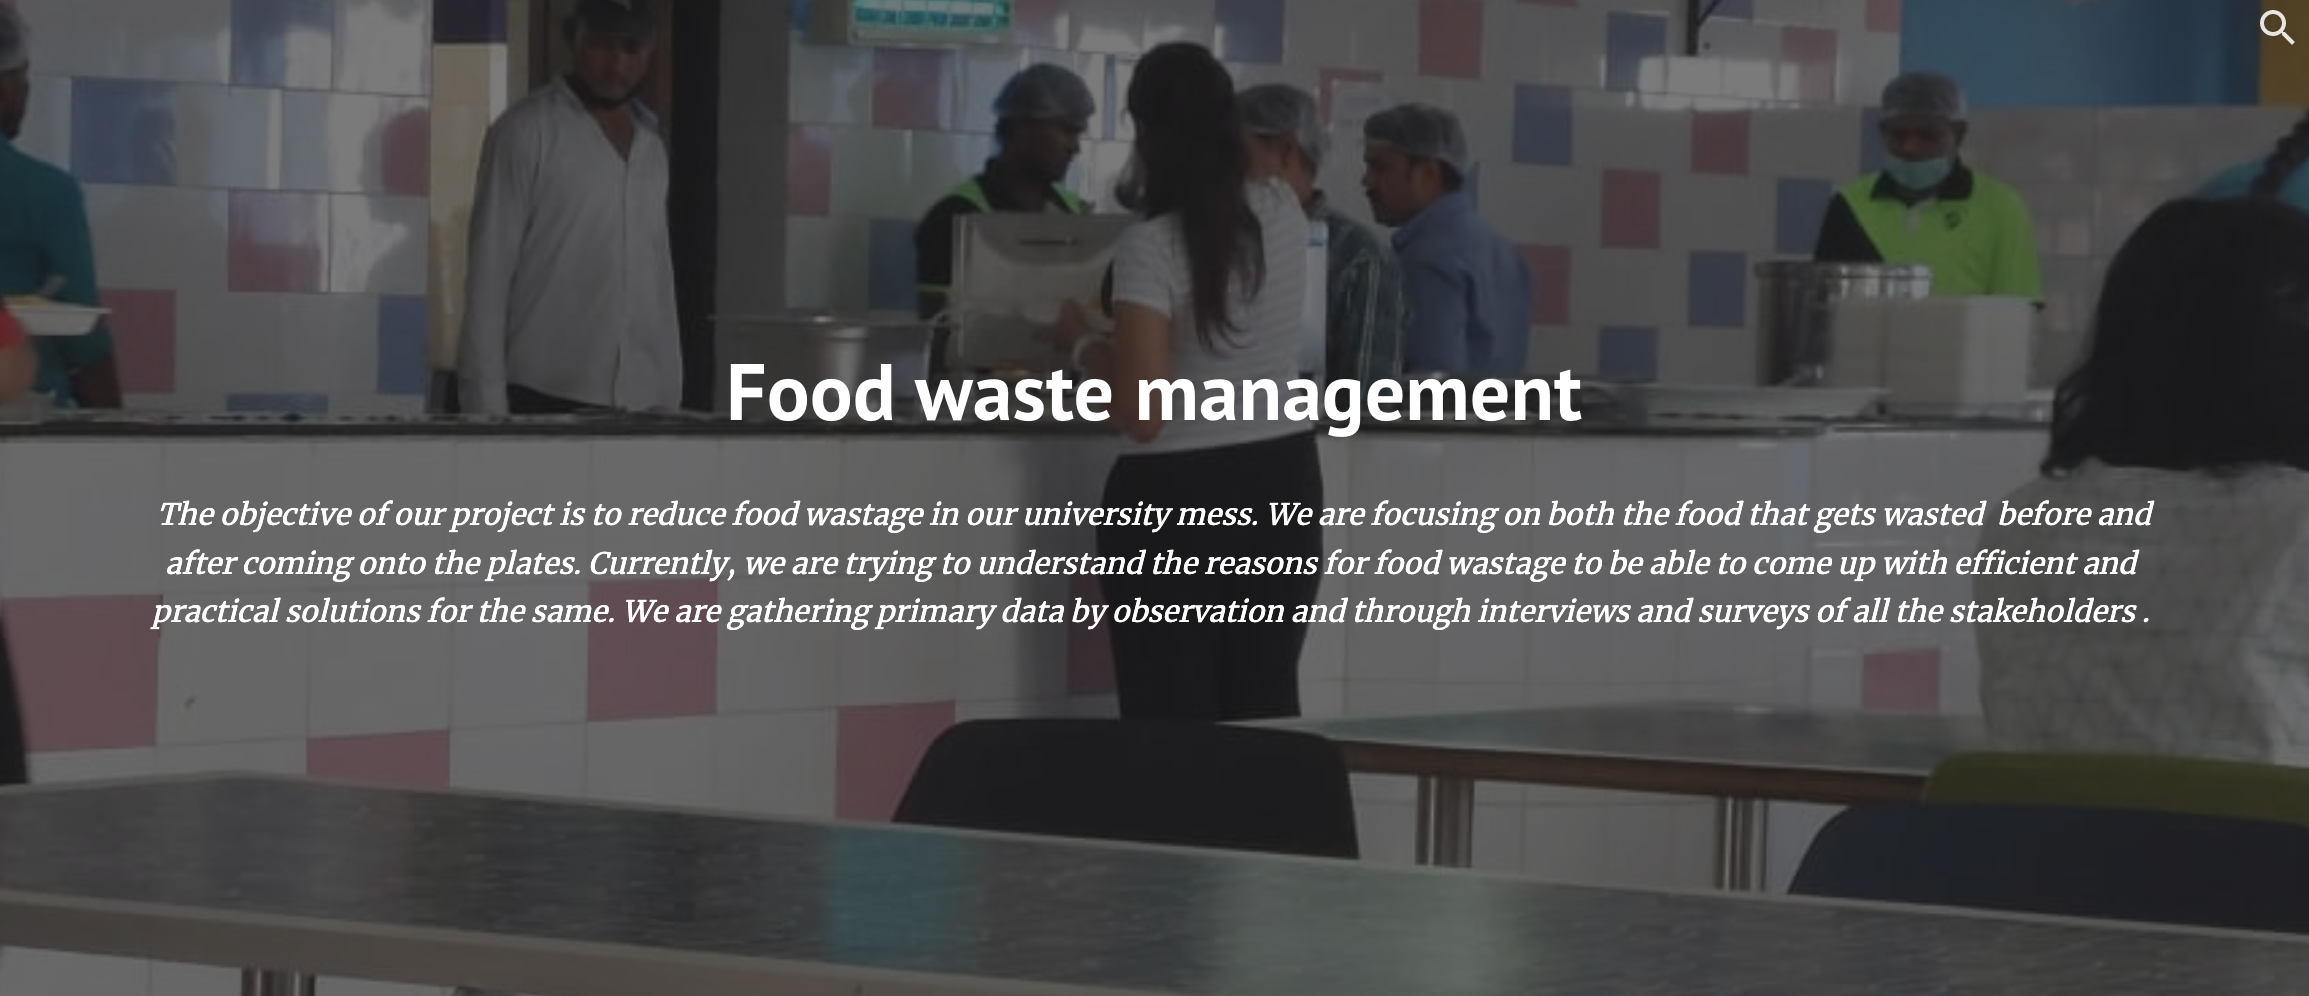 Food waste management
The objective of our project is to reduce food wastage in our university mess. We are focusing on both the food that gets wasted  before and
after coming onto the plates. Currently, we are trying to understand the reasons for food wastage to be able to come up with efficient and
practical solutions for the same. We are gathering primary data by observation and through interviews and surveys of all the stakeholders .